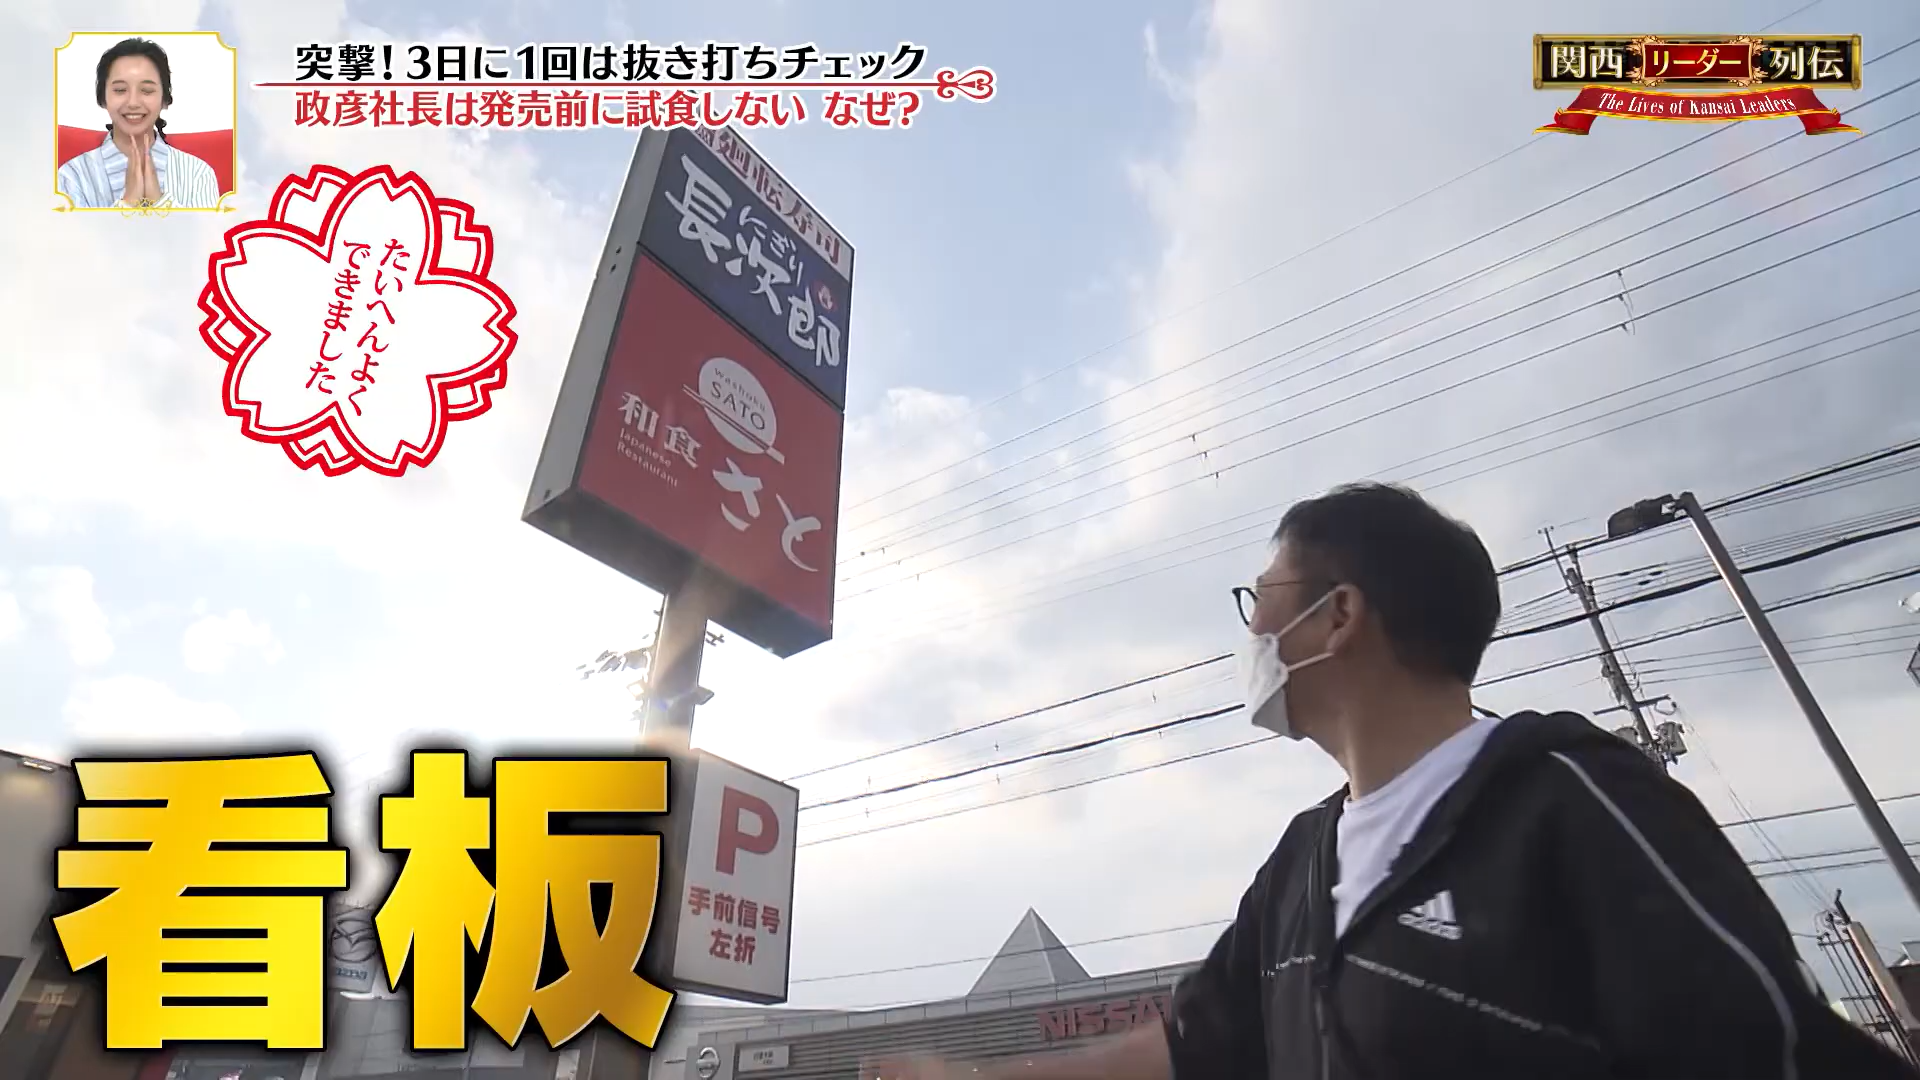 突撃！3日に1回は抜き打ちチェック
政彦社長は発売前に試食しない なぜ？
関西リーダー列伝
The Lives of Kansai Leaders
たいへんよく
できました
廻転寿司
にぎり
長次郎
washoku
SATO
和食
Japanese
Restaurant
さと
看板
P
手前信号
左折
adidas
NISSA